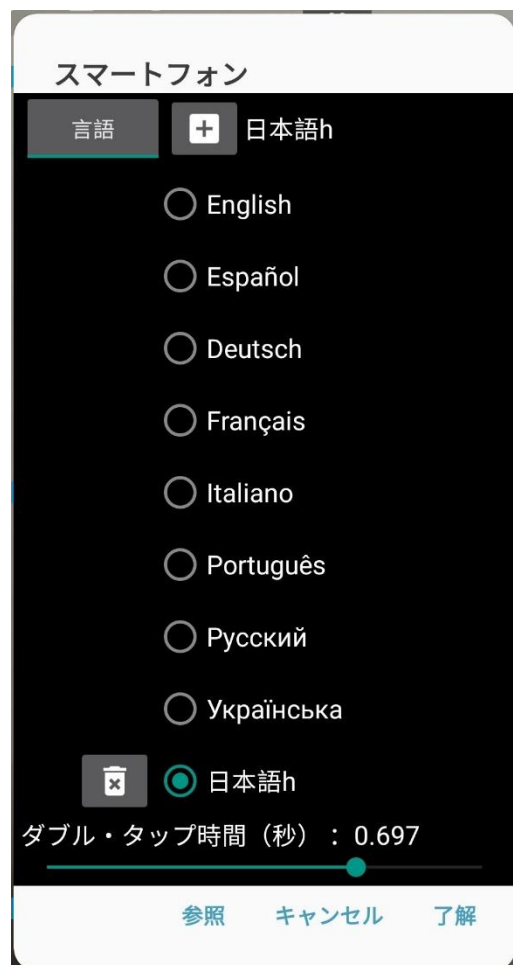 スマートフォン
言語 日本語h
English
Español
Deutsch
Français
Italiano
Português
Русский
Українська
日本語h
ダブル・タップ時間（秒）： 0.697
参照 キャンセル 了解